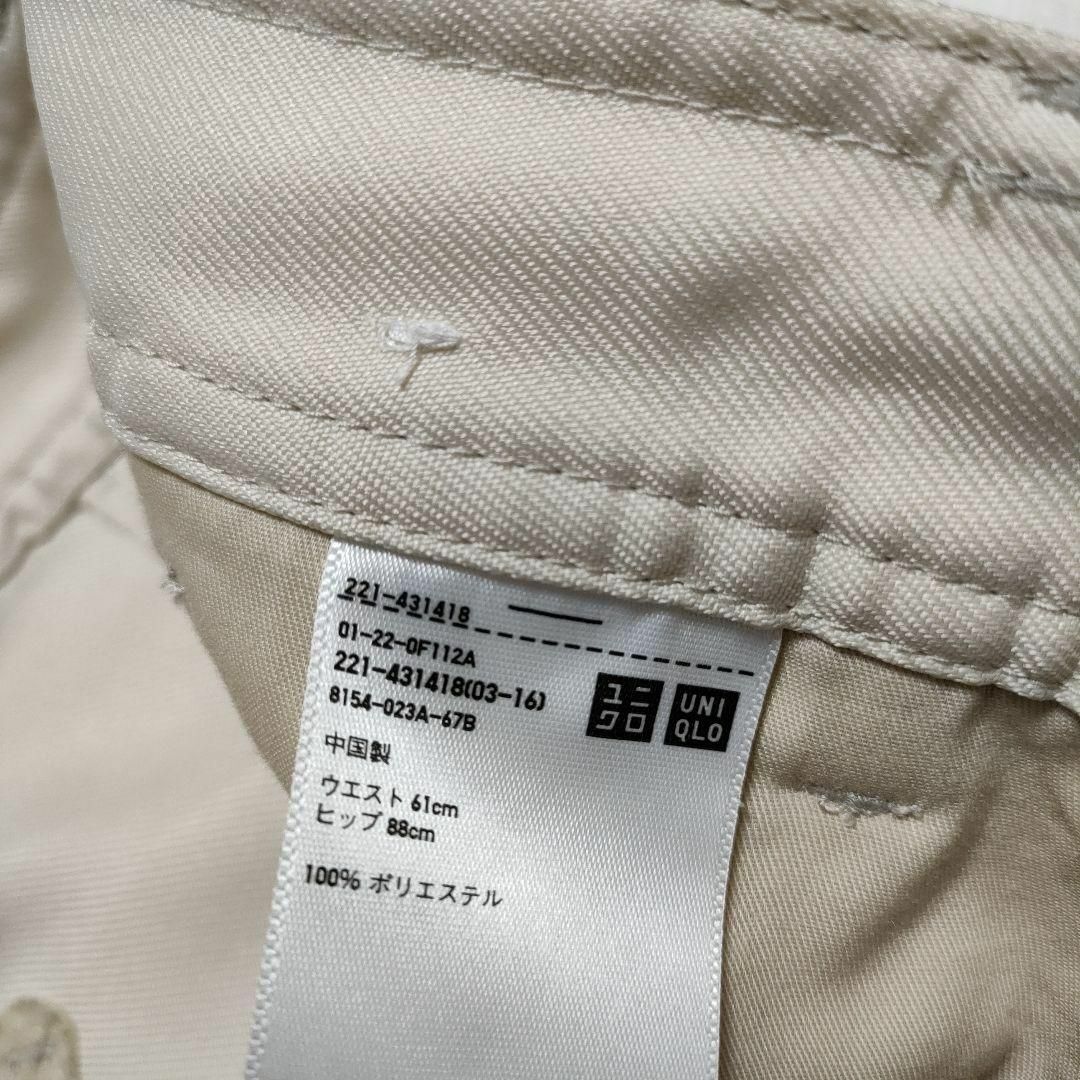 221-431418
01-22-0F112A
221-431418(03-16)
8154-023A-67B
ユニ
クロ
UNI
QLO
中国製
ウエスト 61cm
ヒップ 88cm
100% ポリエステル